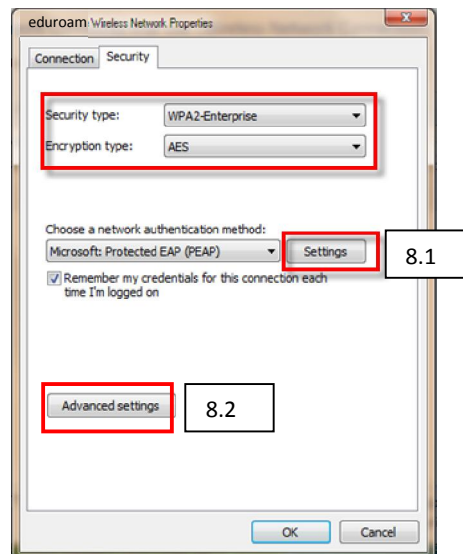 eduroam Wireless Network Properties
Connection Security
Security type: WPA2-Enterprise
Encryption type: AES
Choose a network authentication method:
Microsoft: Protected EAP (PEAP) Settings
8.1
Remember my credentials for this connection each
time I'm logged on
Advanced settings
8.2
OK Cancel